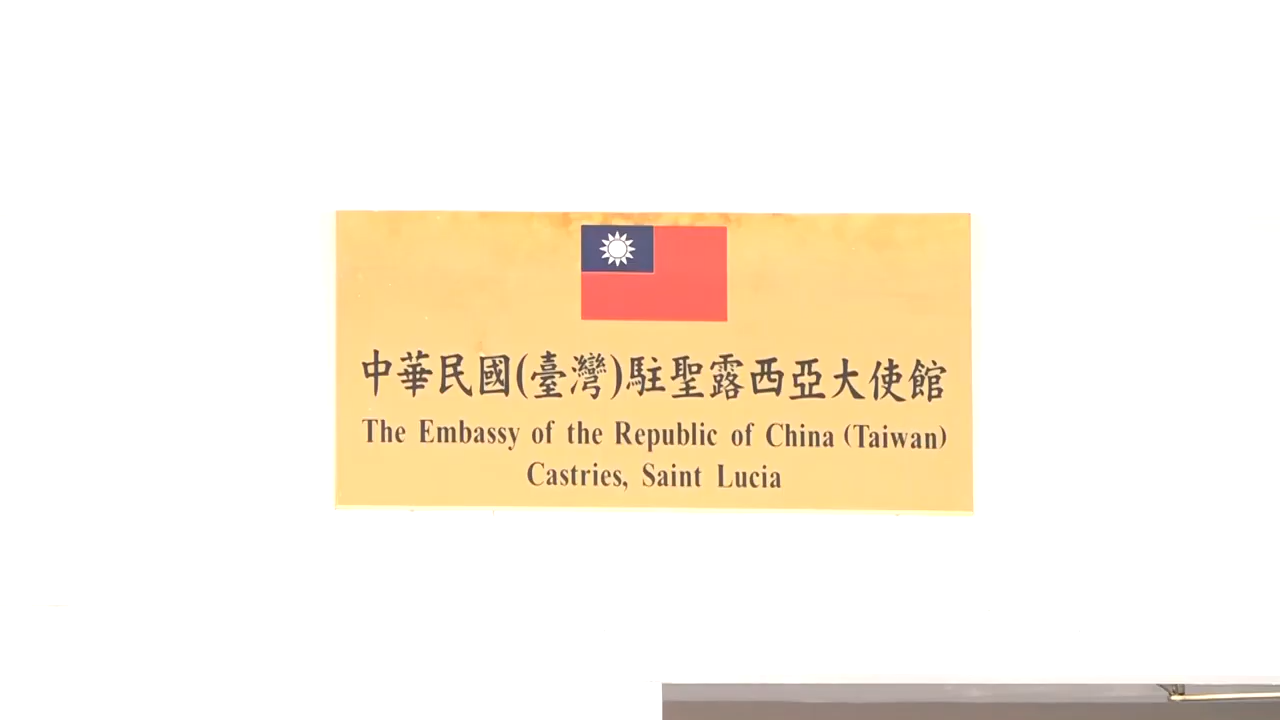 中華民國(臺灣)駐聖露西亞大使館
The Embassy of the Republic of China (Taiwan)
Castries, Saint Lucia